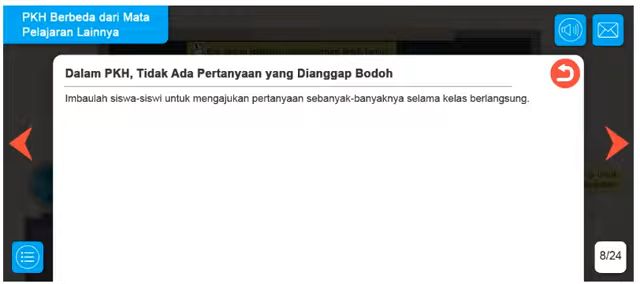 PKH Berbeda dari Mata
Pelajaran Lainnya
Dalam PKH, Tidak Ada Pertanyaan yang Dianggap Bodoh
Imbaulah siswa-siswi untuk mengajukan pertanyaan sebanyak-banyaknya selama kelas berlangsung.
8/24